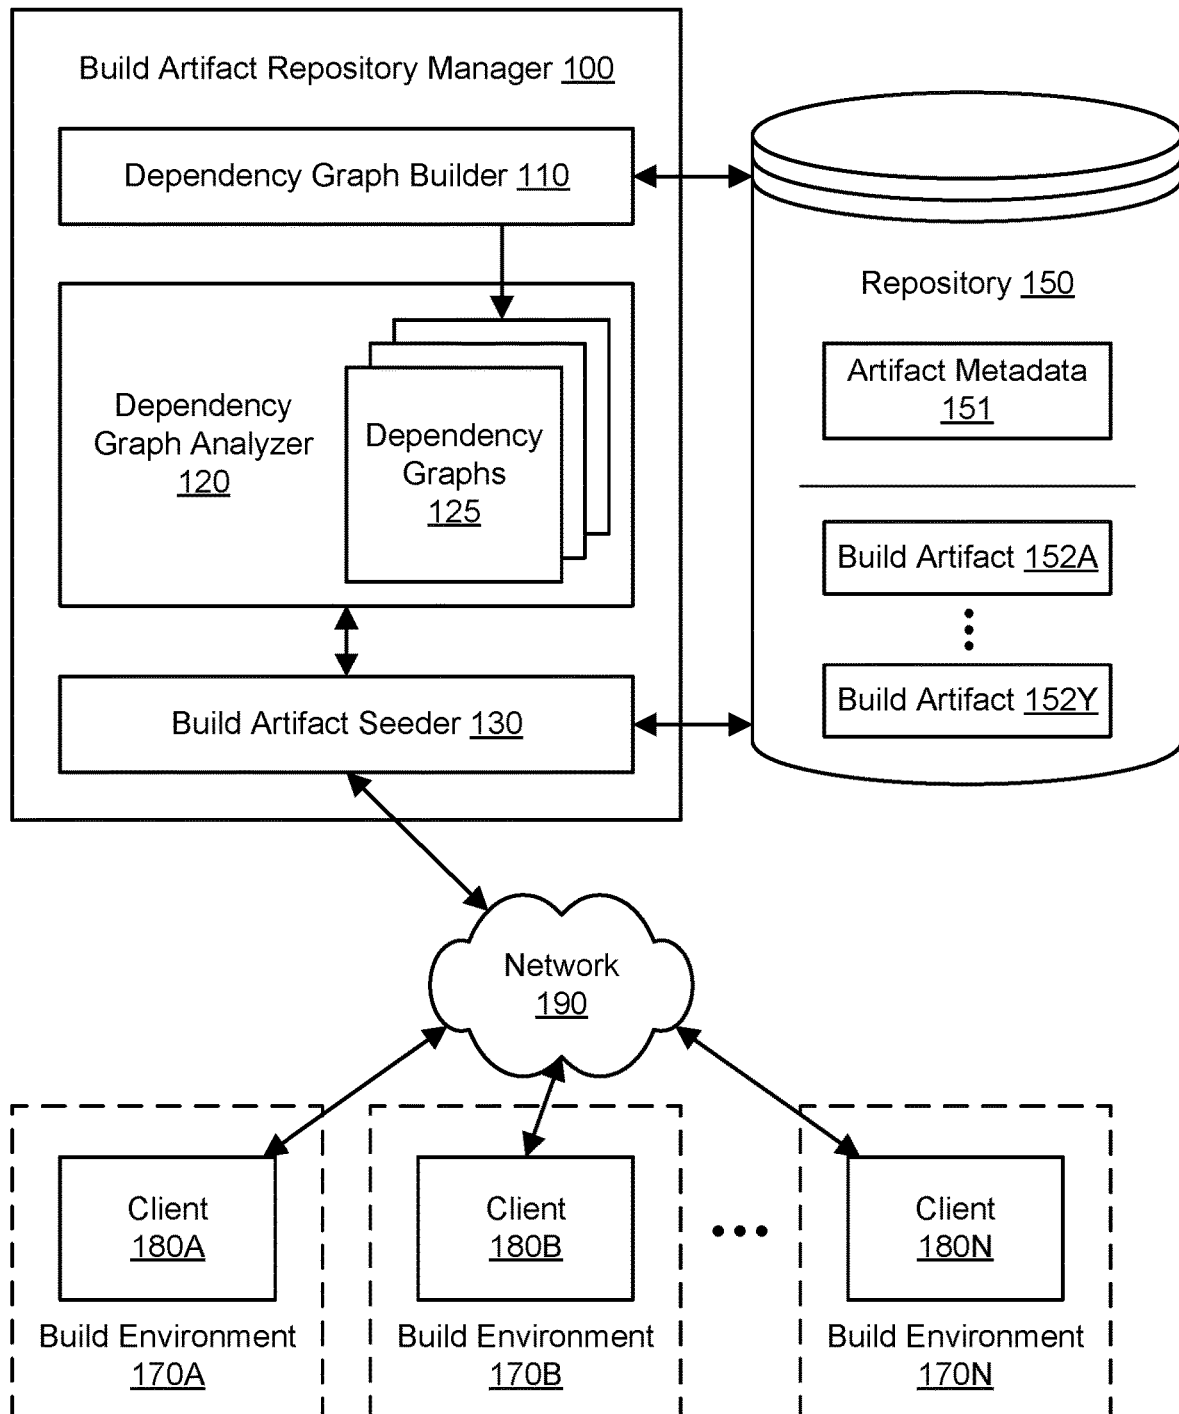 Build Artifact Repository Manager 100
Dependency Graph Builder 110
Dependency
Graph Analyzer
120
Dependency
Graphs
125
Build Artifact Seeder 130
Repository 150
Artifact Metadata
151
Build Artifact 152A
Build Artifact 152Y
Network
190
Client
180A
Build Environment
170A
Client
180B
Build Environment
170B
Client
180N
Build Environment
170N